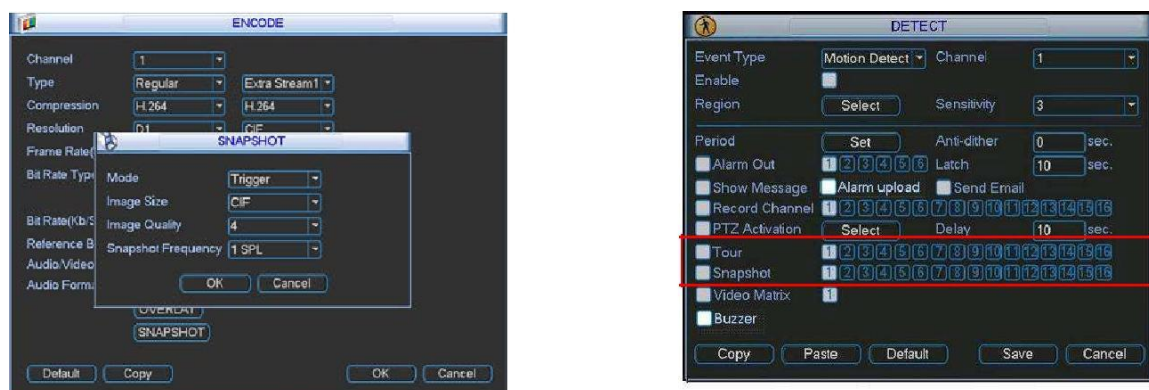 ENCODE
Channel 1
Type Regular Extra Stream1
Compression H.264 H.264
Resolution D1 CIF
SNAPSHOT
Frame Rate(
Bit Rate Typ
Mode Trigger
Image Size CIF
Bit Rate(Kb/S
Image Quality 4
Reference B
Snapshot Frequency 1 SPL
Audio/Video
Audio Form
OK Cancel
OVERLAY
SNAPSHOT
Default Copy OK Cancel
DETECT
Event Type Motion Detect Channel 1
Enable
Region Select Sensitivity 3
Period Set Anti-dither 0 sec.
Alarm Out 1 2 3 4 5 6 Latch 10 sec.
Show Message Alarm upload Send Email
Record Channel 1 2 3 4 5 6 7 8 9 10 11 12 13 14 15 16
PTZ Activation Select Delay 10 sec.
Tour 1 2 3 4 5 6 7 8 9 10 11 12 13 14 15 16
Snapshot 1 2 3 4 5 6 7 8 9 10 11 12 13 14 15 16
Video Matrix 1
Buzzer
Copy Paste Default Save Cancel